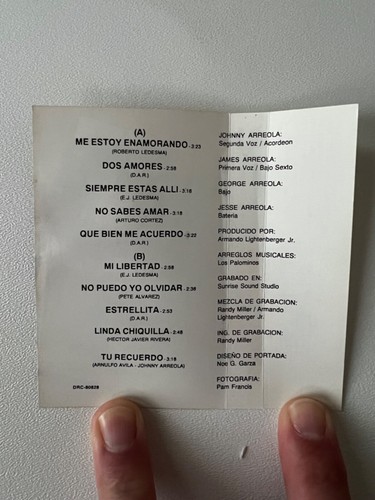 (A)
ME ESTOY ENAMORANDO - 3:23
(ROBERTO LEDESMA)
DOS AMORES - 2:58
(D.A.R.)
SIEMPRE ESTAS ALLI - 3:18
(E.J. LEDESMA)
NO SABES AMAR - 3:18
(ARTURO CORTEZ)
QUE BIEN ME ACUERDO - 3:22
(D.A.R.)
(B)
MI LIBERTAD - 2:58
(E.J. LEDESMA)
NO PUEDO YO OLVIDAR - 2:36
(PETE ALVAREZ)
ESTRELLITA - 2:53
(D.A.R.)
LINDA CHIQUILLA - 2:48
(HECTOR JAVIER RIVERA)
TU RECUERDO - 3:19
(ARNULFO AVILA - JOHNNY ARREOLA)
DRC-90829
JOHNNY ARREOLA:
Segunda Voz / Acordeon
JAMES ARREOLA:
Primera Voz / Bajo Sexto
GEORGE ARREOLA:
Bajo
JESSE ARREOLA:
Bateria
PRODUCIDO POR:
Armando Lightenberger Jr.
ARREGLOS MUSICALES:
Los Palominos
GRABADO EN:
Sunrise Sound Studio
MEZCLA DE GRABACION:
Randy Miller / Armando
Lightenberger Jr.
ING. DE GRABACION:
Randy Miller
DISEÑO DE PORTADA:
Noe G. Garza
FOTOGRAFIA:
Pam Francis